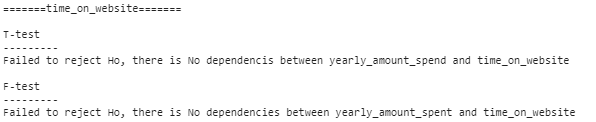 =======time_on_website=======
T-test
---------
Failed to reject Ho, there is No dependencis between yearly_amount_spend and time_on_website
F-test
---------
Failed to reject Ho, there is No dependencies between yearly_amount_spent and time_on_website